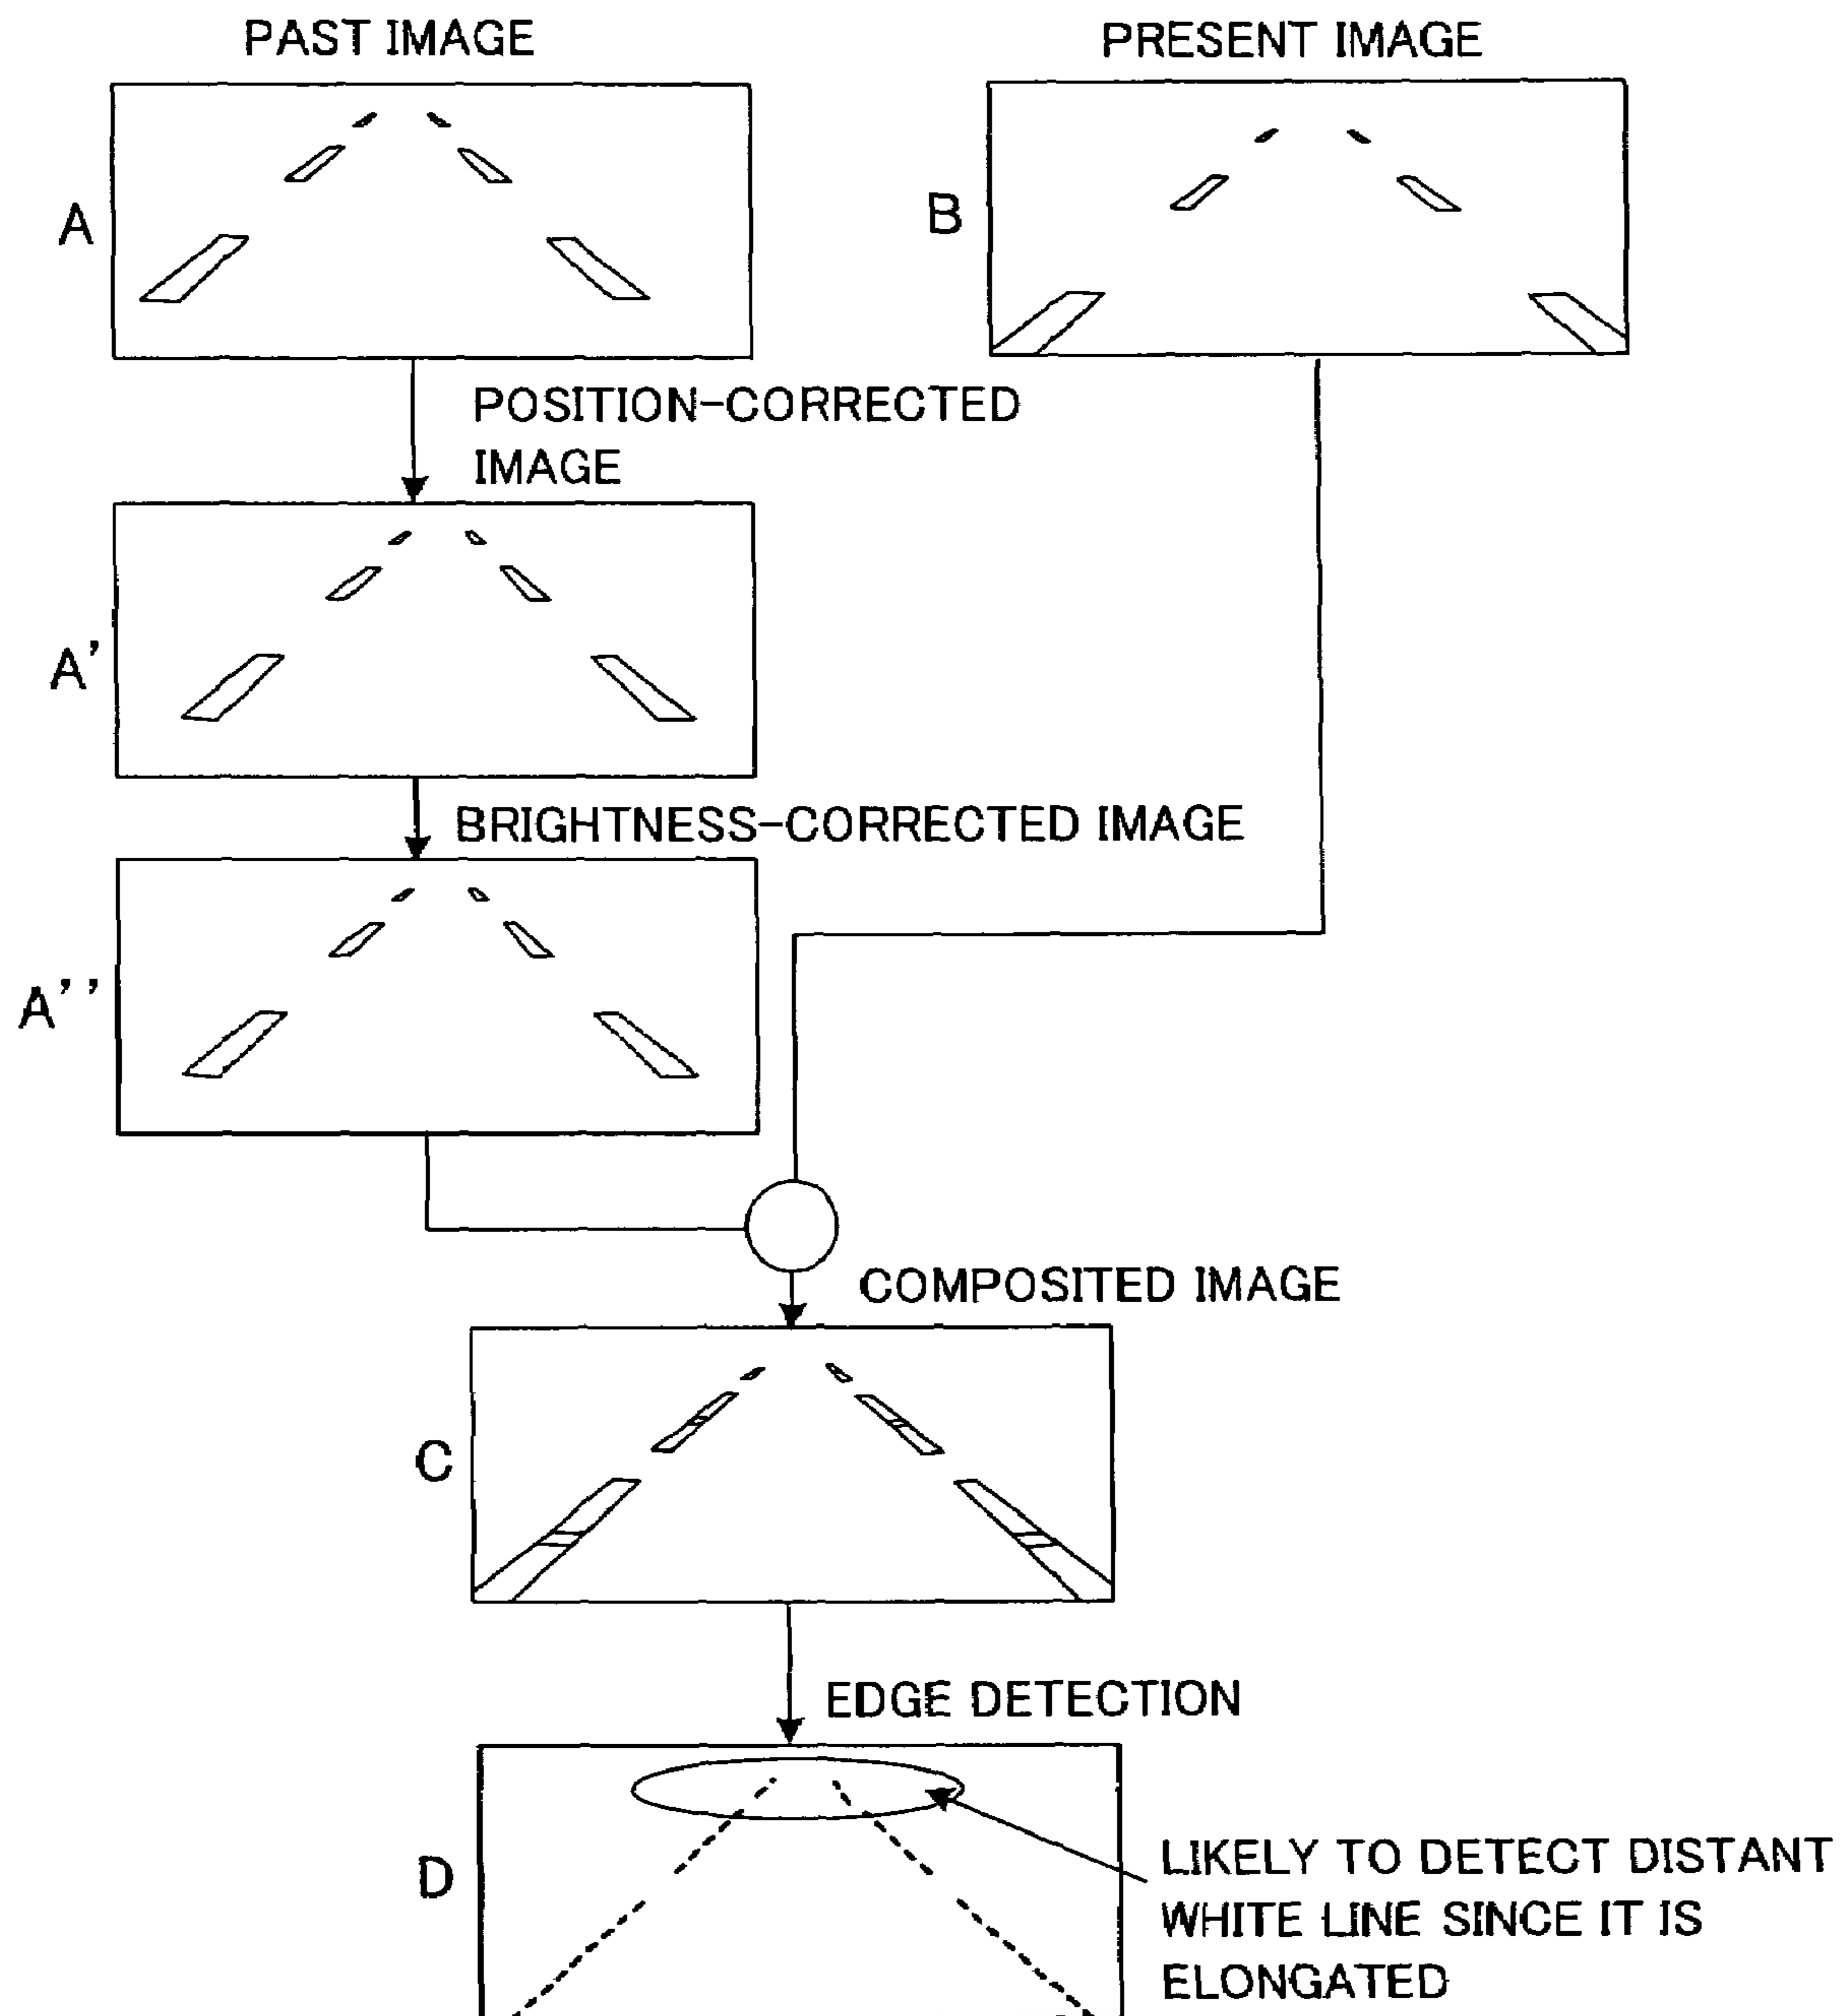 PAST IMAGE
PRESENT IMAGE
A
B
POSITION-CORRECTED
IMAGE
A'
BRIGHTNESS-CORRECTED IMAGE
A''
COMPOSITED IMAGE
C
EDGE DETECTION
D
LIKELY TO DETECT DISTANT
WHITE LINE SINCE IT IS
ELONGATED